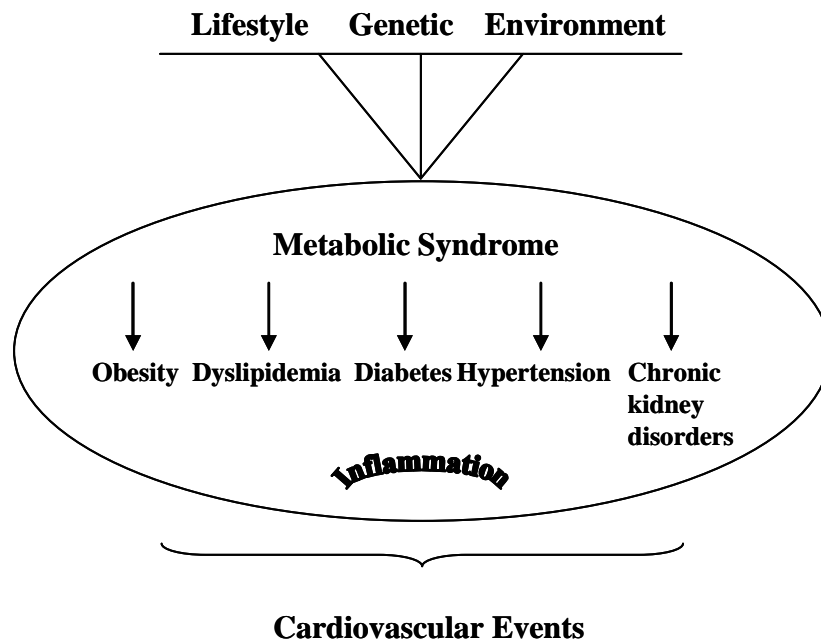 Lifestyle Genetic Environment
Metabolic Syndrome
Obesity Dyslipidemia Diabetes Hypertension Chronic
kidney
disorders
Inflammation
Cardiovascular Events